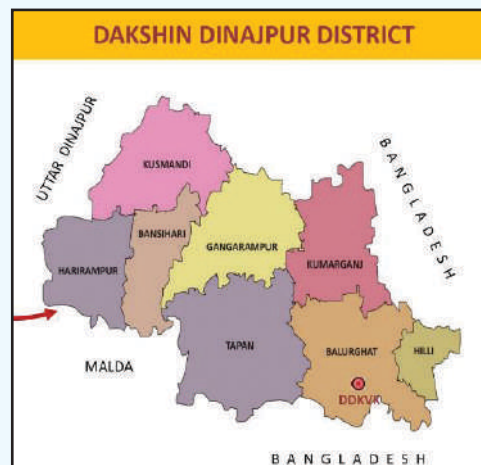 DAKSHIN DINAJPUR DISTRICT
UTTAR DINAJPUR
KUSMANDI
BANGLADESH
BANSIHARI
GANGARAMPUR
HARIRAMPUR
KUMARGANJ
TAPAN
BALURGHAT
HILLI
MALDA
DDKVK
BANGLADESH